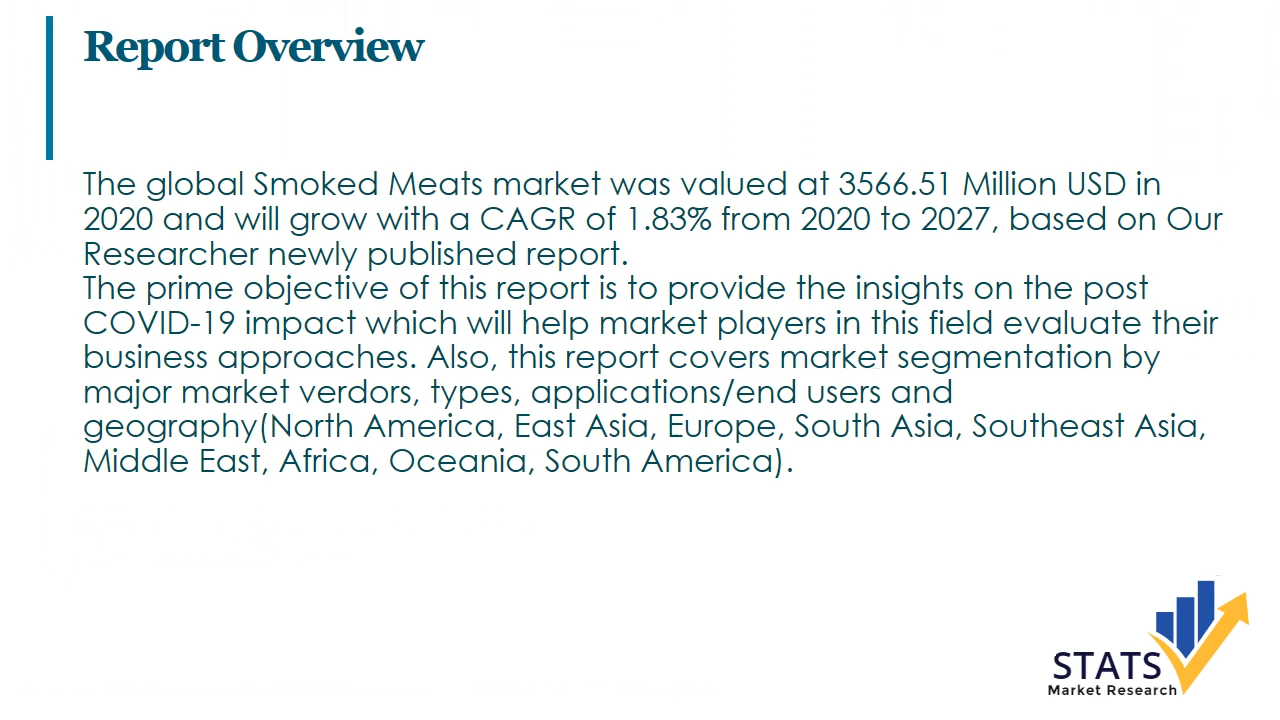 Report Overview
The global Smoked Meats market was valued at 3566.51 Million USD in
2020 and will grow with a CAGR of 1.83% from 2020 to 2027, based on Our
Researcher newly published report.
The prime objective of this report is to provide the insights on the post
COVID-19 impact which will help market players in this field evaluate their
business approaches. Also, this report covers market segmentation by
major market verdors, types, applications/end users and
geography(North America, East Asia, Europe, South Asia, Southeast Asia,
Middle East, Africa, Oceania, South America).
STATS
Market Research